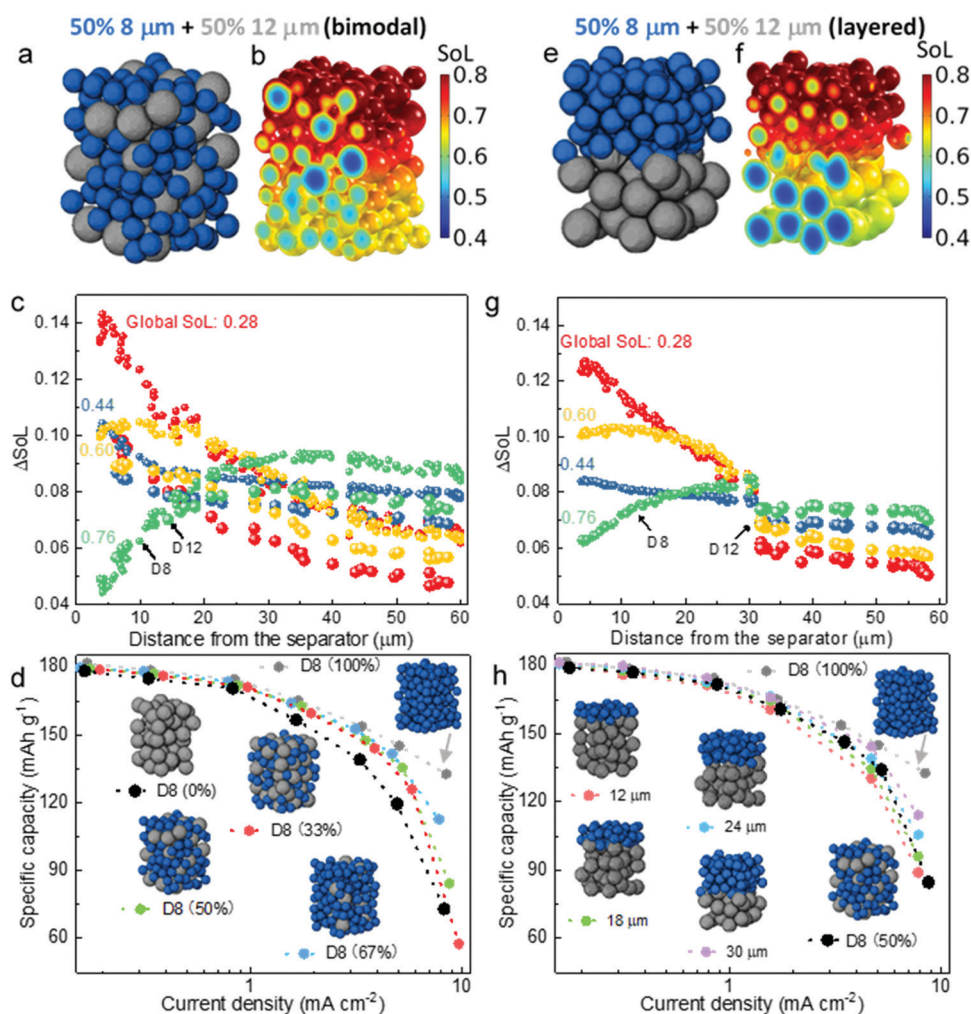 50% 8 μm + 50% 12 μm (bimodal)
50% 8 μm + 50% 12 μm (layered)
a
b
SoL
0.8
0.7
0.6
0.5
0.4
e
f
SoL
0.8
0.7
0.6
0.5
0.4
c
ΔSoL
0.14
0.12
0.10
0.08
0.06
0.04
Global SoL: 0.28
0.44
0.60
0.76
D8
D12
0 10 20 30 40 50 60
Distance from the separator (μm)
g
ΔSoL
0.14
0.12
0.10
0.08
0.06
0.04
Global SoL: 0.28
0.60
0.44
0.76
D8
D12
0 10 20 30 40 50 60
Distance from the separator (μm)
d
Specific capacity (mAh g⁻¹)
180
150
120
90
60
D8 (100%)
D8 (0%)
D8 (33%)
D8 (50%)
D8 (67%)
1 10
Current density (mA cm⁻²)
h
Specific capacity (mAh g⁻¹)
180
150
120
90
60
D8 (100%)
12 μm
24 μm
18 μm
D8 (50%)
30 μm
1 10
Current density (mA cm⁻²)